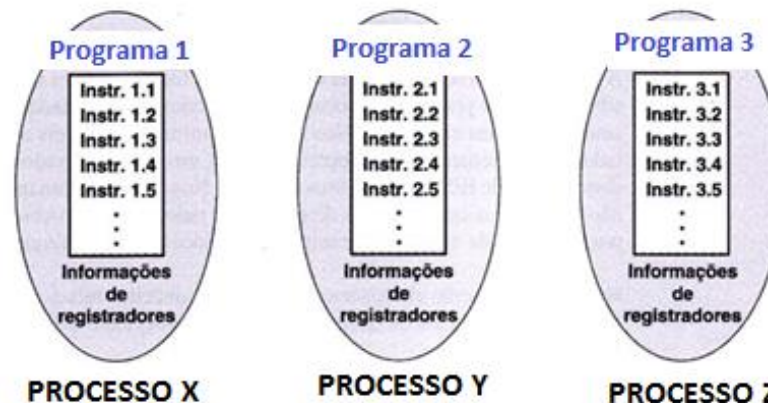 Programa 1
Instr. 1.1
Instr. 1.2
Instr. 1.3
Instr. 1.4
Instr. 1.5
Informações
de
registradores
PROCESSO X
Programa 2
Instr. 2.1
Instr. 2.2
Instr. 2.3
Instr. 2.4
Instr. 2.5
Informações
de
registradores
PROCESSO Y
Programa 3
Instr. 3.1
Instr. 3.2
Instr. 3.3
Instr. 3.4
Instr. 3.5
Informações
de
registradores
PROCESSO Z